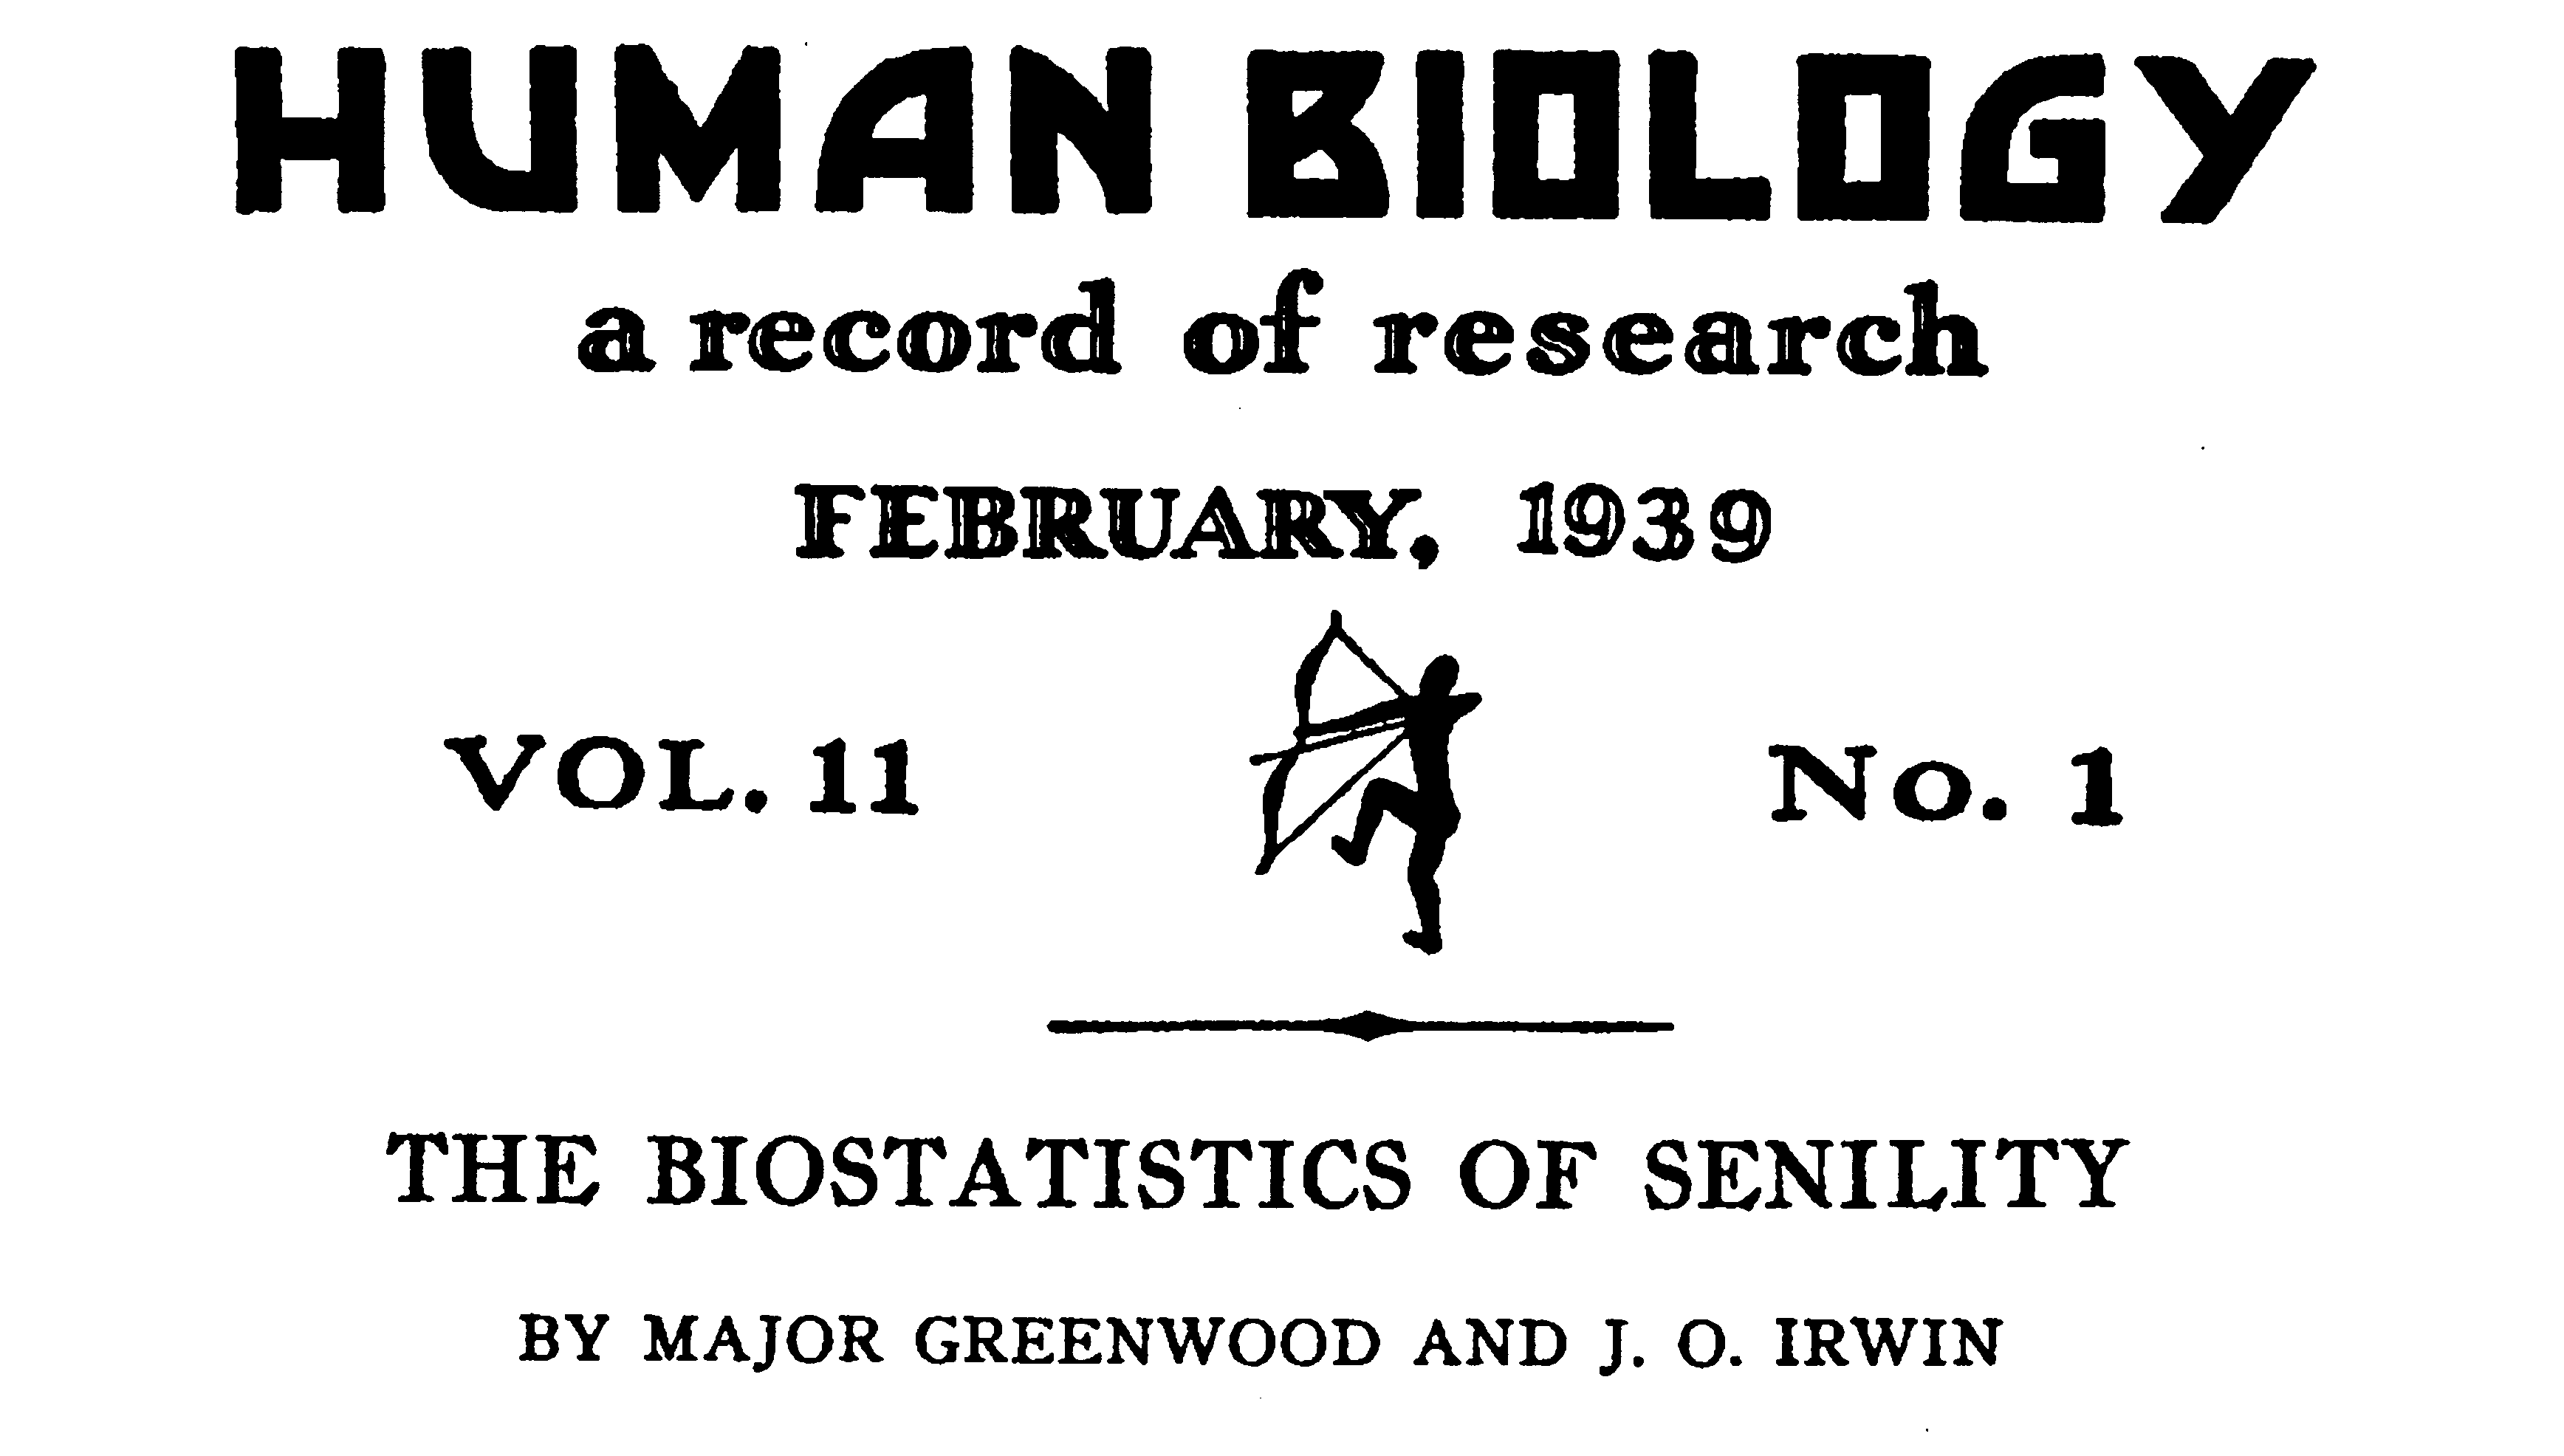 HUMAN BIOLOGY
a record of research
FEBRUARY, 1939
VOL. 11 No. 1
THE BIOSTATISTICS OF SENILITY
BY MAJOR GREENWOOD AND J. O. IRWIN